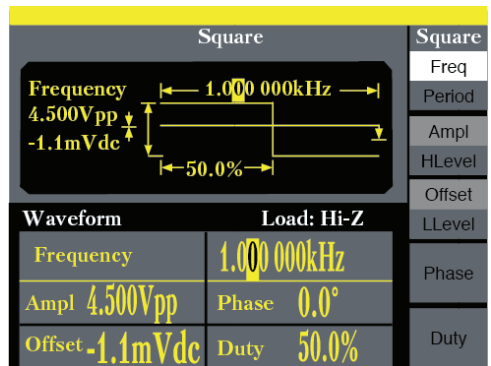 Square
Frequency
1.000 000kHz
4.500Vpp
-1.1mVdc
50.0%
Waveform
Load: Hi-Z
Frequency
1.000 000kHz
Ampl 4.500Vpp
Phase 0.0°
Offset -1.1mVdc
Duty 50.0%
Square
Freq
Period
Ampl
HLevel
Offset
LLevel
Phase
Duty